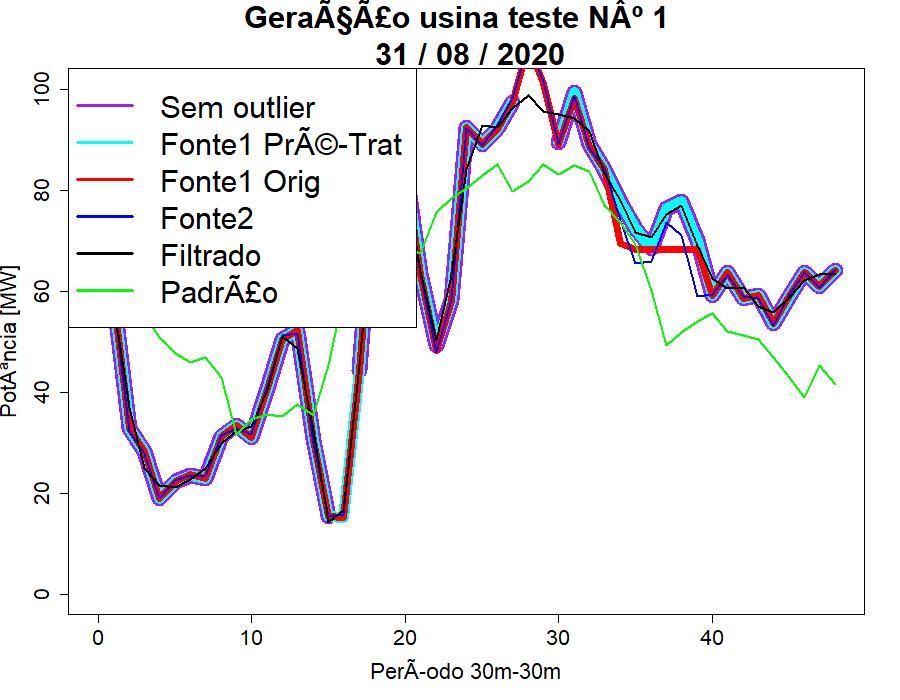 GeraÃ§Ã£o usina teste NÂº 1
31 / 08 / 2020
Sem outlier
Fonte1 PrÃ©-Trat
Fonte1 Orig
Fonte2
Filtrado
PadrÃ£o
PotÃªncia [MW]
100
80
60
40
20
0
0 10 20 30 40
PerÃ­odo 30m-30m